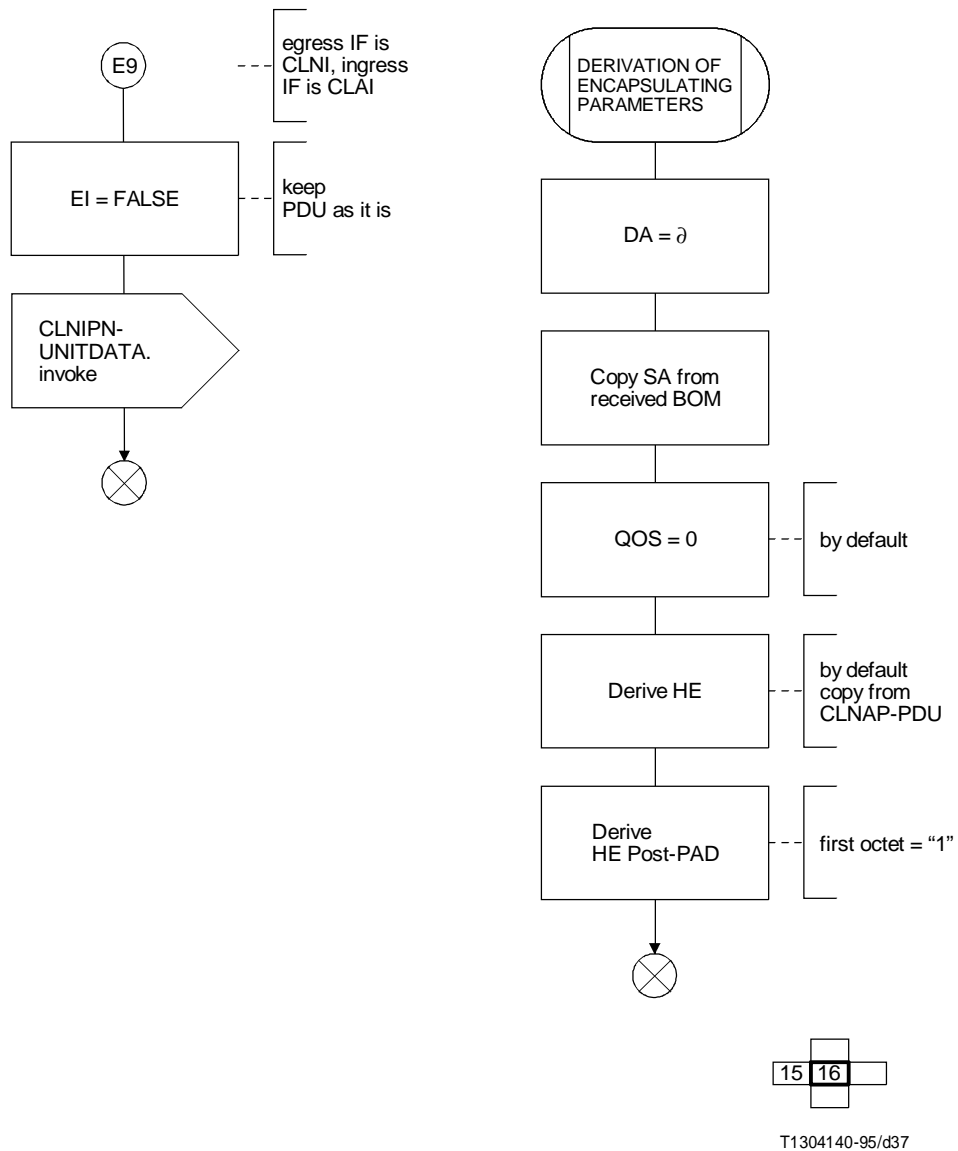 E9
egress IF is
CLNI, ingress
IF is CLAI
EI = FALSE
keep
PDU as it is
CLNIPN-
UNITDATA.
invoke
DERIVATION OF
ENCAPSULATING
PARAMETERS
DA = ∂
Copy SA from
received BOM
QOS = 0
by default
Derive HE
by default
copy from
CLNAP-PDU
Derive
HE Post-PAD
first octet = “1”
15 16
T1304140-95/d37